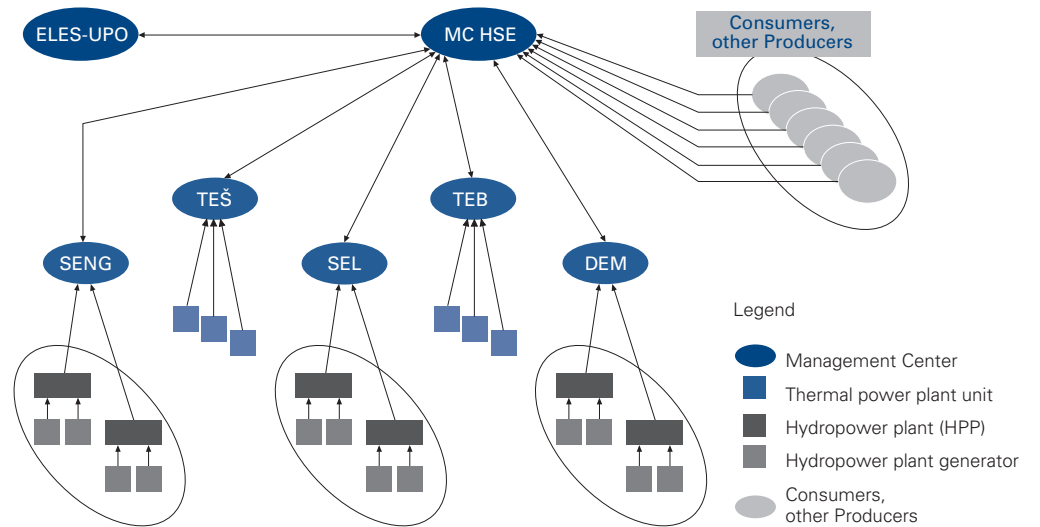 ELES-UPO
MC HSE
Consumers,
other Producers
TEŠ
TEB
SENG
SEL
DEM
Legend
Management Center
Thermal power plant unit
Hydropower plant (HPP)
Hydropower plant generator
Consumers,
other Producers